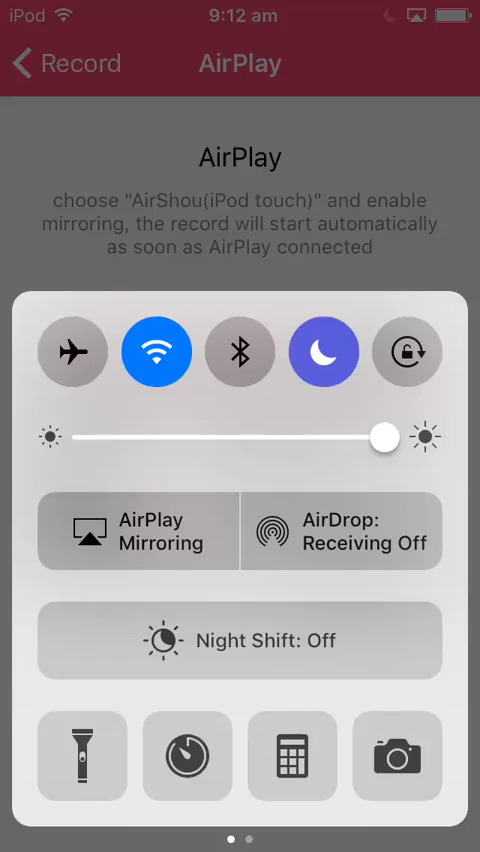 iPod 9:12 am
Record AirPlay
AirPlay
choose "AirShou(iPod touch)" and enable
mirroring, the record will start automatically
as soon as AirPlay connected
AirPlay
Mirroring
AirDrop:
Receiving Off
Night Shift: Off